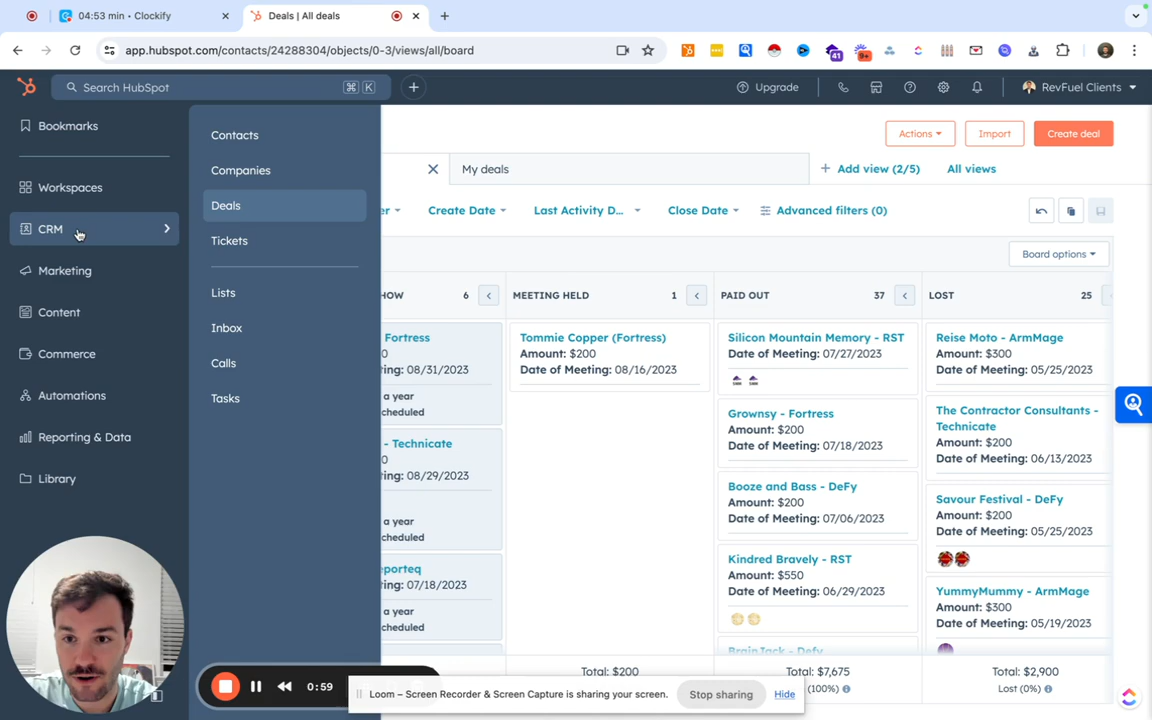 04:53 min • Clockify
Deals | All deals
app.hubspot.com/contacts/24288304/objects/0-3/views/all/board
41
9+
Search HubSpot
⌘ K
Upgrade
RevFuel Clients
Bookmarks
Workspaces
CRM
Marketing
Content
Commerce
Automations
Reporting & Data
Library
Contacts
Companies
Deals
Tickets
Lists
Inbox
Calls
Tasks
Actions
Import
Create deal
My deals
+ Add view (2/5)
All views
er
Create Date
Last Activity D...
Close Date
Advanced filters (0)
Board options
HOW 6
Fortress
0
ing: 08/31/2023
a year
cheduled
- Technicate
0
ing: 08/29/2023
a year
cheduled
eporteq
ing: 07/18/2023
a year
cheduled
MEETING HELD 1
Tommie Copper (Fortress)
Amount: $200
Date of Meeting: 08/16/2023
Total: $200
PAID OUT 37
Silicon Mountain Memory - RST
Date of Meeting: 07/27/2023
Grownsy - Fortress
Amount: $200
Date of Meeting: 07/18/2023
Booze and Bass - DeFy
Amount: $200
Date of Meeting: 07/06/2023
Kindred Bravely - RST
Amount: $550
Date of Meeting: 06/29/2023
BrainJack - Defy
Total: $7,675
(100%)
LOST 25
Reise Moto - ArmMage
Amount: $300
Date of Meeting: 05/25/2023
The Contractor Consultants -
Technicate
Amount: $200
Date of Meeting: 06/13/2023
Savour Festival - DeFy
Amount: $200
Date of Meeting: 05/25/2023
YummyMummy - ArmMage
Amount: $300
Date of Meeting: 05/19/2023
Total: $2,900
Lost (0%)
0:59
Loom – Screen Recorder & Screen Capture is sharing your screen.
Stop sharing
Hide